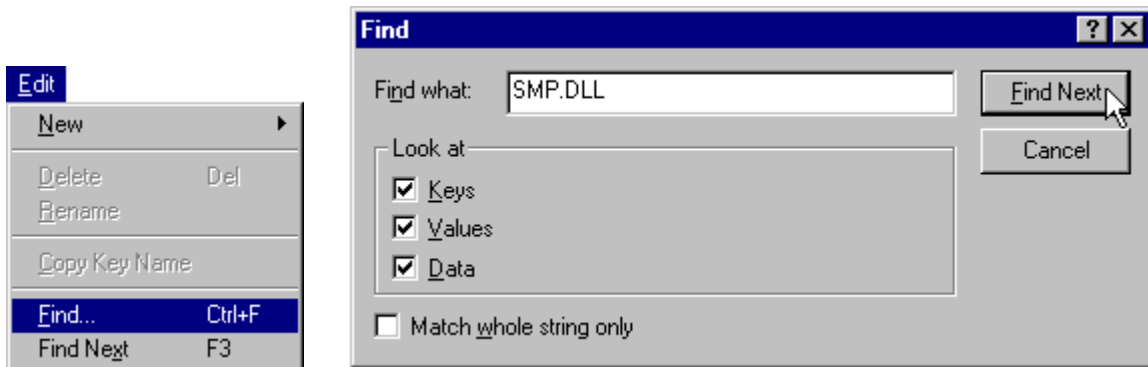 Edit
New
Delete Del
Rename
Copy Key Name
Find... Ctrl+F
Find Next F3
Find
Find what: SMP.DLL
Find Next
Cancel
Look at
Keys
Values
Data
Match whole string only